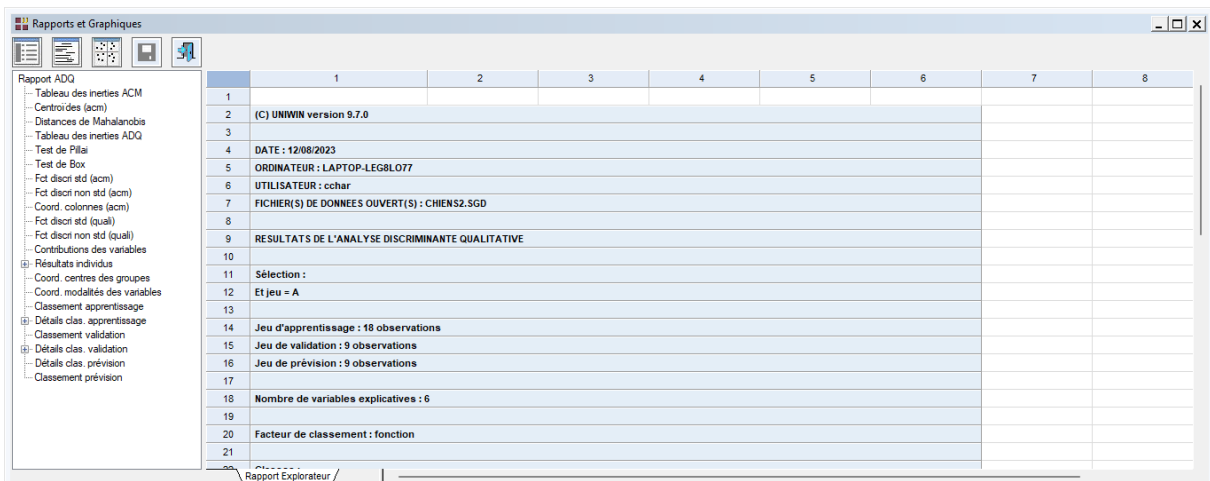 Rapports et Graphiques
Rapport ADQ
Tableau des inerties ACM
Centroïdes (acm)
Distances de Mahalanobis
Tableau des inerties ADQ
Test de Pillai
Test de Box
Fct discri std (acm)
Fct discri non std (acm)
Coord. colonnes (acm)
Fct discri std (quali)
Fct discri non std (quali)
Contributions des variables
Résultats individus
Coord. centres des groupes
Coord. modalités des variables
Classement apprentissage
Détails clas. apprentissage
Classement validation
Détails clas. validation
Détails clas. prévision
Classement prévision
1 2 3 4 5 6 7 8
1
2 (C) UNIWIN version 9.7.0
3
4 DATE : 12/08/2023
5 ORDINATEUR : LAPTOP-LEG8LO77
6 UTILISATEUR : cchar
7 FICHIER(S) DE DONNEES OUVERT(S) : CHIENS2.SGD
8
9 RESULTATS DE L'ANALYSE DISCRIMINANTE QUALITATIVE
10
11 Sélection :
12 Et jeu = A
13
14 Jeu d'apprentissage : 18 observations
15 Jeu de validation : 9 observations
16 Jeu de prévision : 9 observations
17
18 Nombre de variables explicatives : 6
19
20 Facteur de classement : fonction
21
Rapport Explorateur